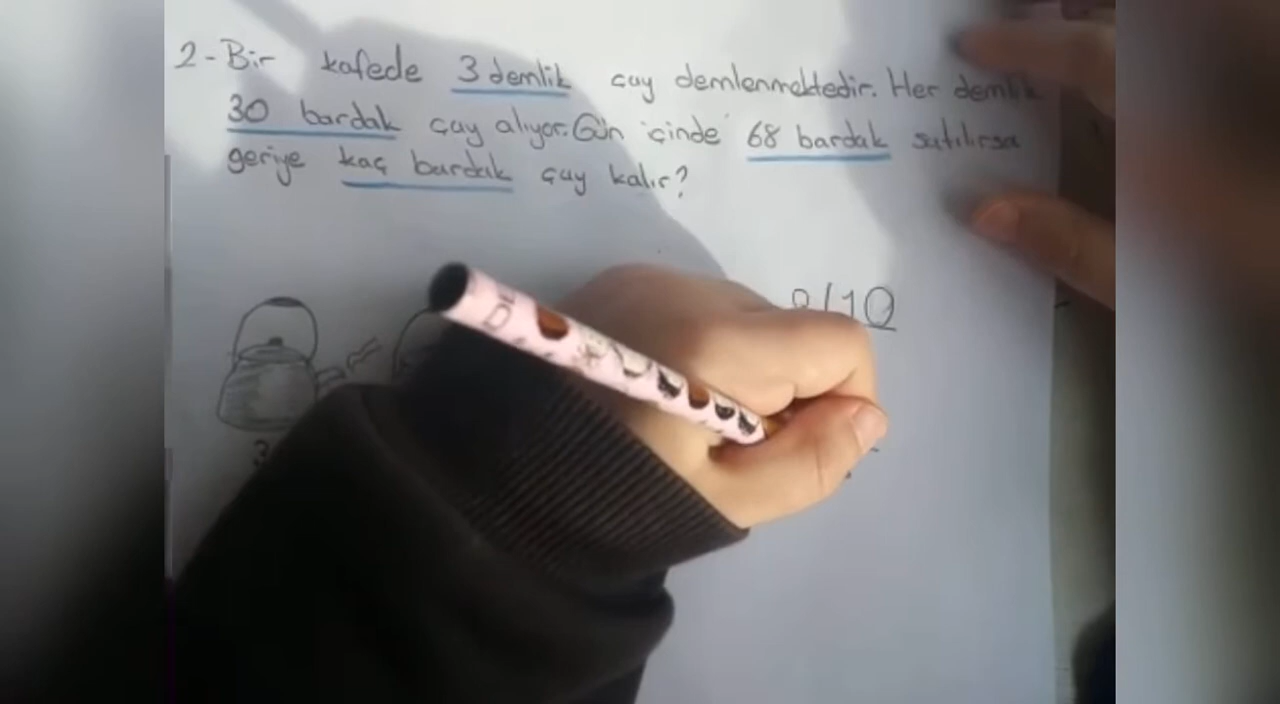 2-Bir kafede 3 demlik çay demlenmektedir. Her demlik
30 bardak çay alıyor. Gün içinde 68 bardak satılırsa
geriye kaç bardak çay kalır?